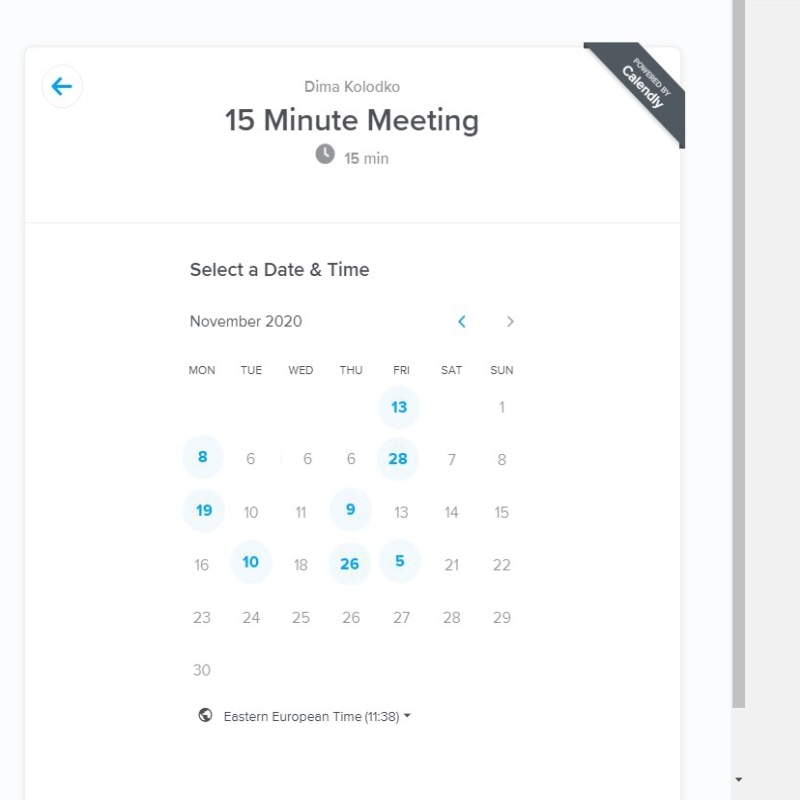 POWERED BY
Calendly
Dima Kolodko
15 Minute Meeting
15 min
Select a Date & Time
November 2020
MON TUE WED THU FRI SAT SUN
13 1
8 6 6 6 28 7 8
19 10 11 9 13 14 15
16 10 18 26 5 21 22
23 24 25 26 27 28 29
30
Eastern European Time (11:38)